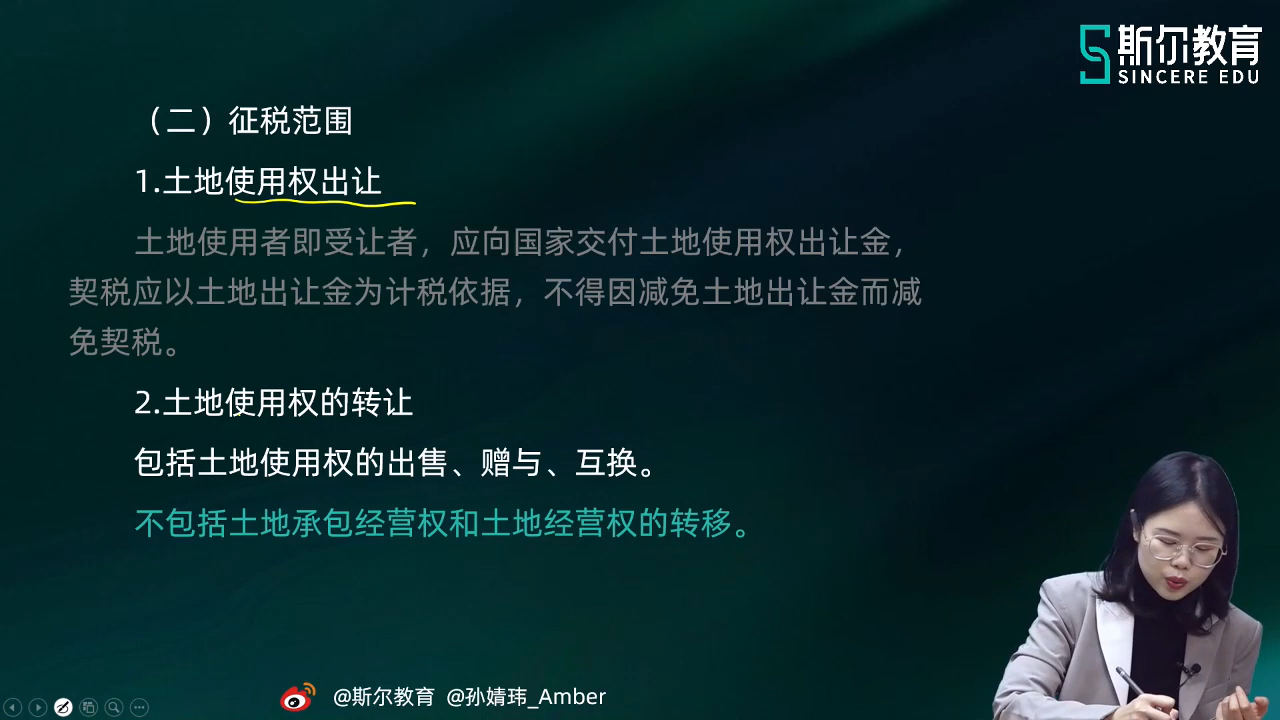 斯尔教育
SINCERE EDU
（二）征税范围
1.土地使用权出让
土地使用者即受让者，应向国家交付土地使用权出让金，
契税应以土地出让金为计税依据，不得因减免土地出让金而减
免契税。
2.土地使用权的转让
包括土地使用权的出售、赠与、互换。
不包括土地承包经营权和土地经营权的转移。
@斯尔教育 @孙婧玮_Amber